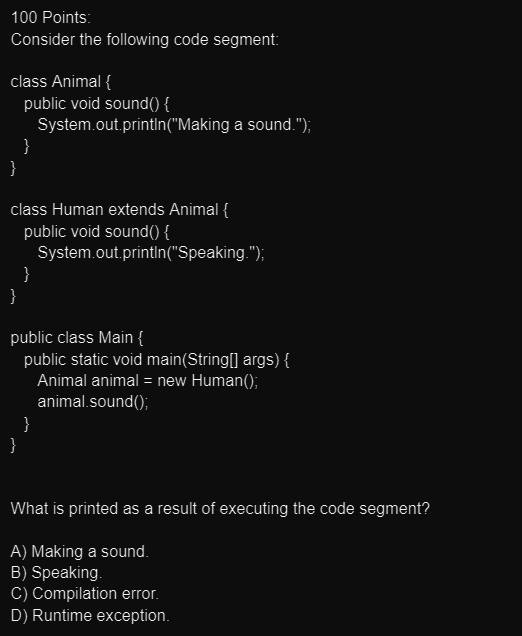 100 Points:
Consider the following code segment:
class Animal {
public void sound() {
System.out.println("Making a sound.");
}
}
class Human extends Animal {
public void sound() {
System.out.println("Speaking.");
}
}
public class Main {
public static void main(String[] args) {
Animal animal = new Human();
animal.sound();
}
}
What is printed as a result of executing the code segment?
A) Making a sound.
B) Speaking.
C) Compilation error.
D) Runtime exception.